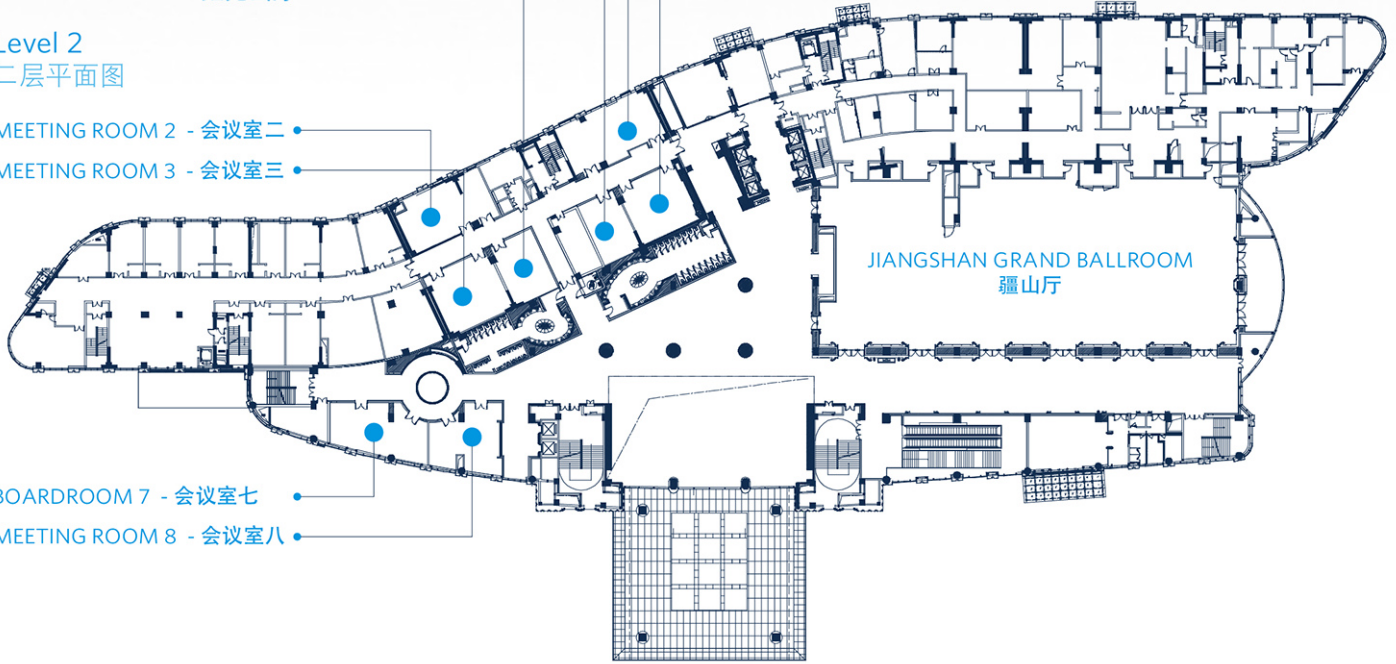 Level 2
二层平面图
MEETING ROOM 2 - 会议室二
MEETING ROOM 3 - 会议室三
JIANGSHAN GRAND BALLROOM
疆山厅
BOARDROOM 7 - 会议室七
MEETING ROOM 8 - 会议室八